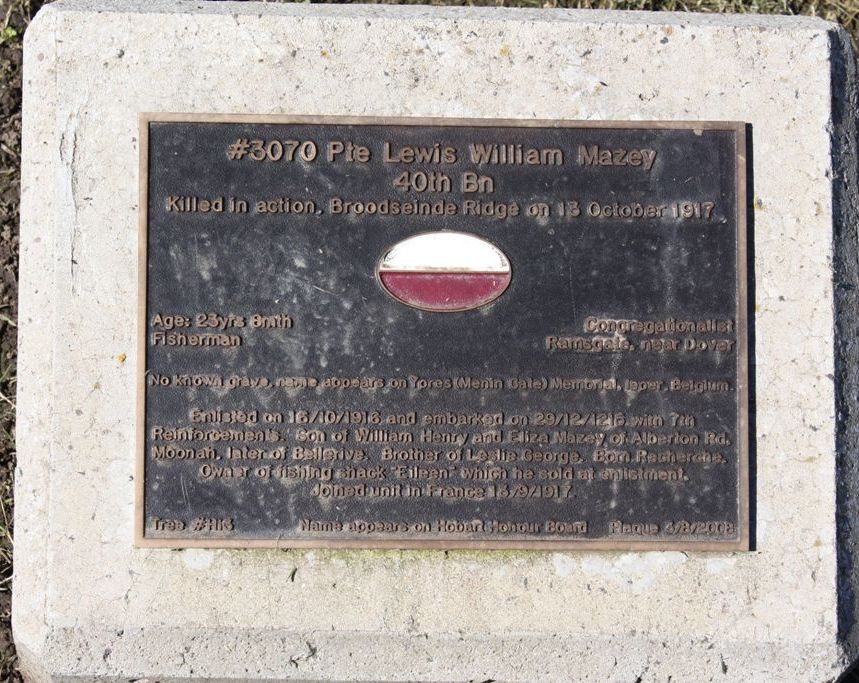 #3070 Pte Lewis William Mazey
40th Bn
Killed in action, Broodseinde Ridge on 13 October 1917
Age: 23yrs 8mth
Congregationalist
Fisherman
Ramsgate, near Dover
No known grave, name appears on Ypres (Menin Gate) Memorial, Ieper, Belgium.
Enlisted on 16/10/1916 and embarked on 29/12/1216 with 7th
Reinforcements. Son of William Henry and Eliza Mazey of Alberton Rd,
Moonah, later of Bellerive. Brother of Leslie George. Born Recherche.
Owner of fishing shack "Eileen" which he sold at enlistment.
Joined unit in France 13/9/1917.
Tree
Name appears on Hobart Honour Board
Plaque 4/8/2008